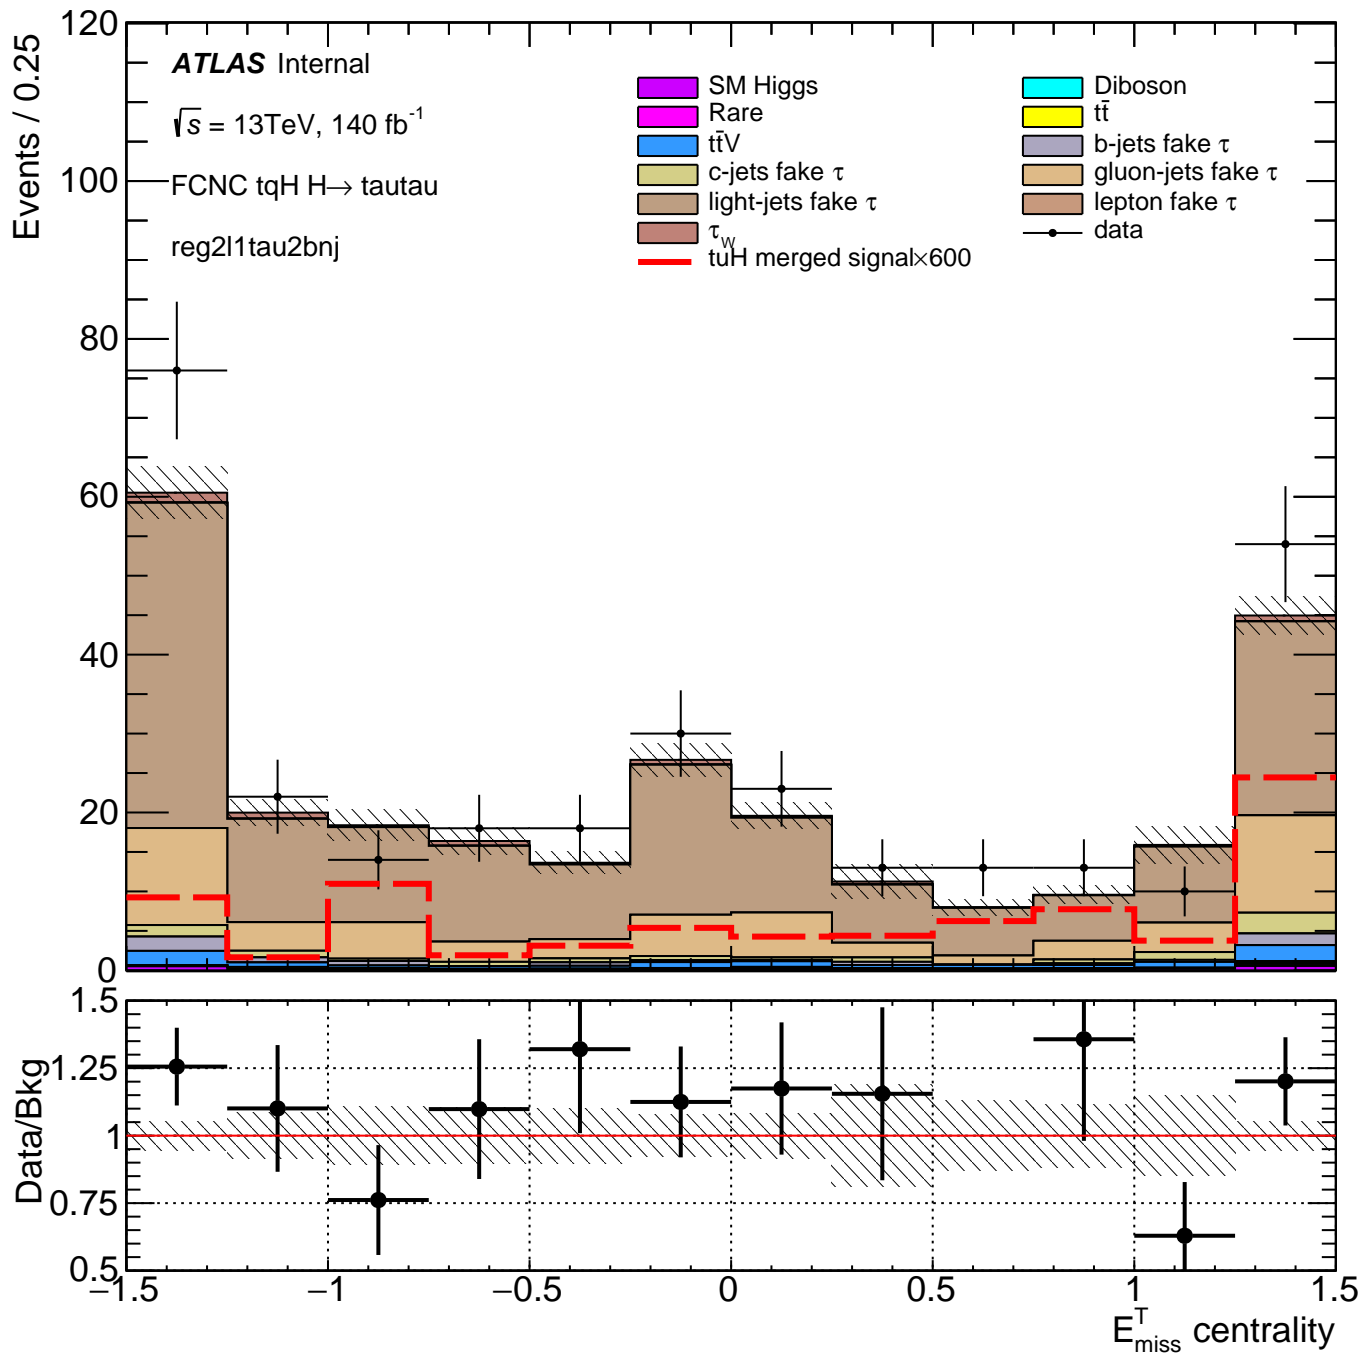 Events / 0.25
120
100
80
60
40
20
0
ATLAS Internal
√s = 13TeV, 140 fb⁻¹
FCNC tqH H→ tautau
reg2l1tau2bnj
SM Higgs
Rare
tt̄V
c-jets fake τ
light-jets fake τ
τ_W
tuH merged signal×600
Diboson
tt̄
b-jets fake τ
gluon-jets fake τ
lepton fake τ
data
Data/Bkg
1.5
1.25
1
0.75
0.5
−1.5 −1 −0.5 0 0.5 1 1.5
E^T_miss centrality